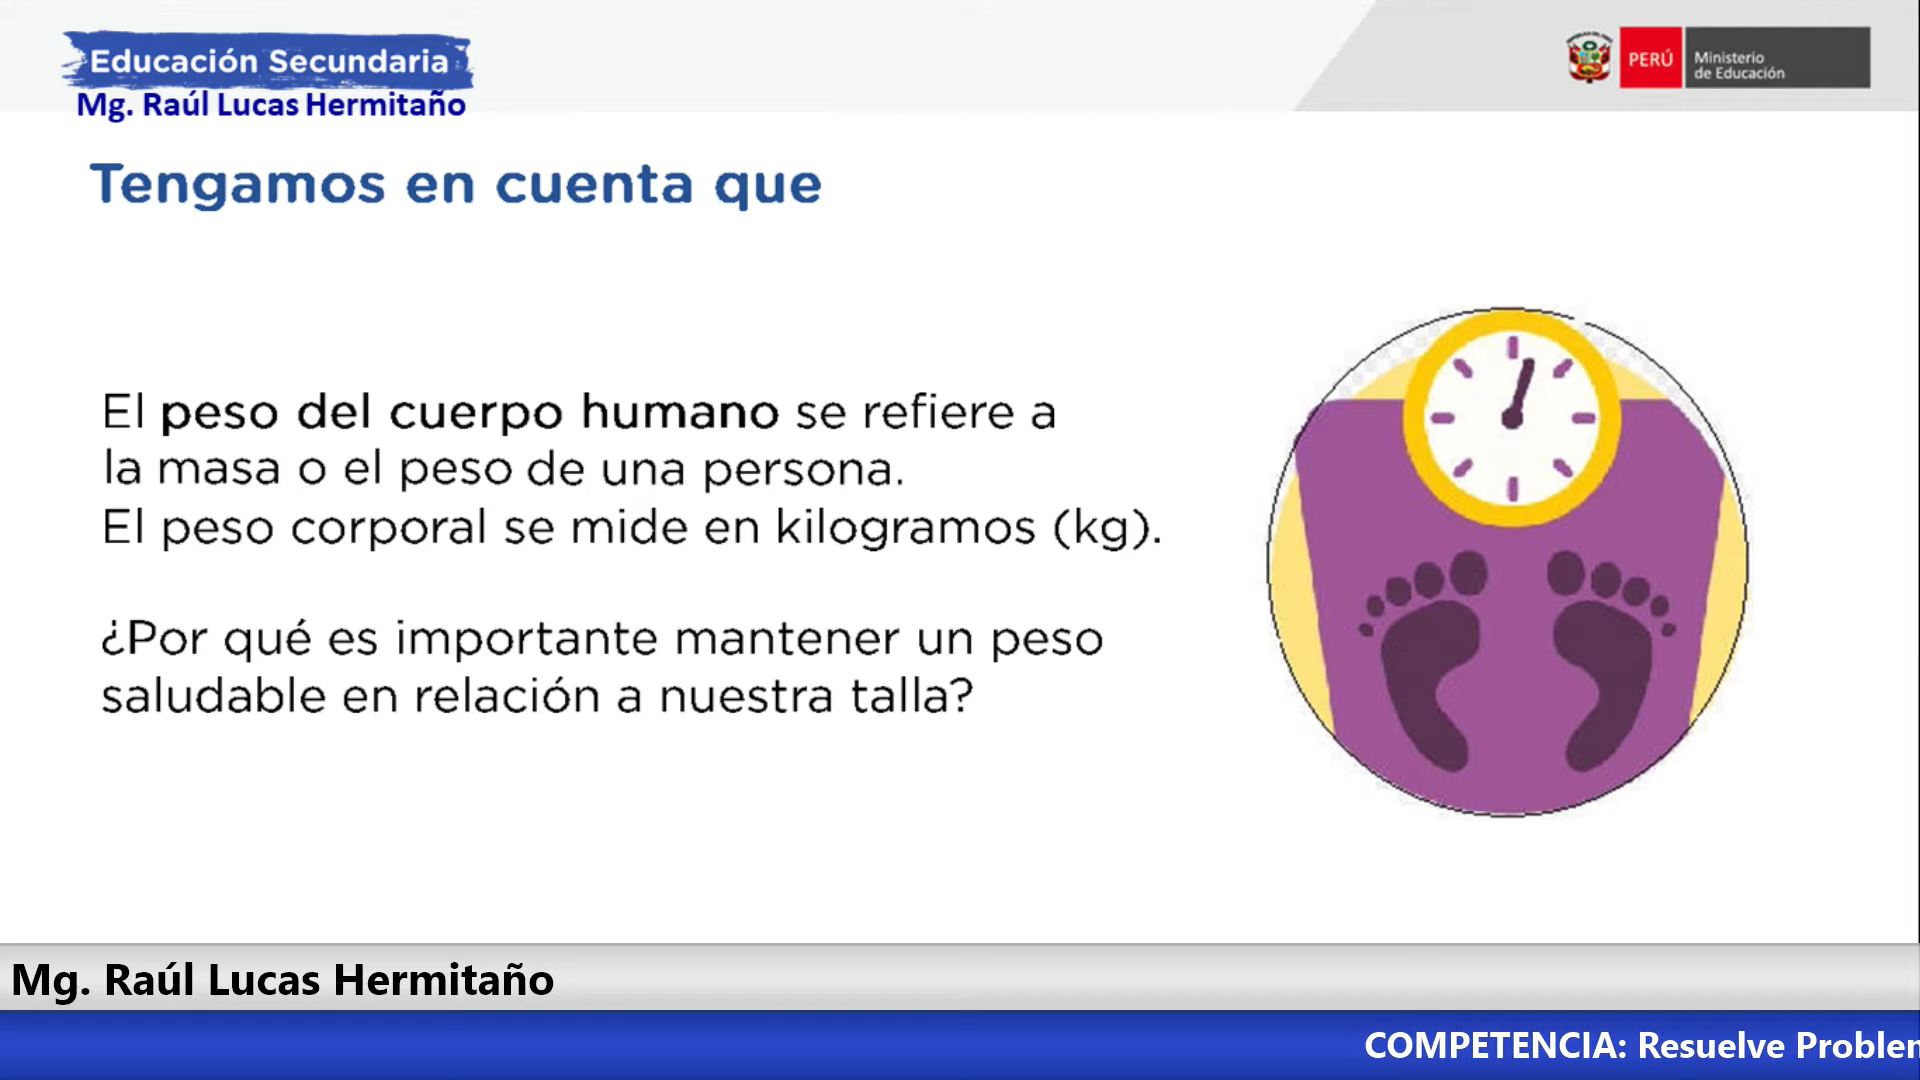 Educación Secundaria
Mg. Raúl Lucas Hermitaño
PERÚ
Ministerio
de Educación
Tengamos en cuenta que
El peso del cuerpo humano se refiere a
la masa o el peso de una persona.
El peso corporal se mide en kilogramos (kg).
¿Por qué es importante mantener un peso
saludable en relación a nuestra talla?
Mg. Raúl Lucas Hermitaño
COMPETENCIA: Resuelve